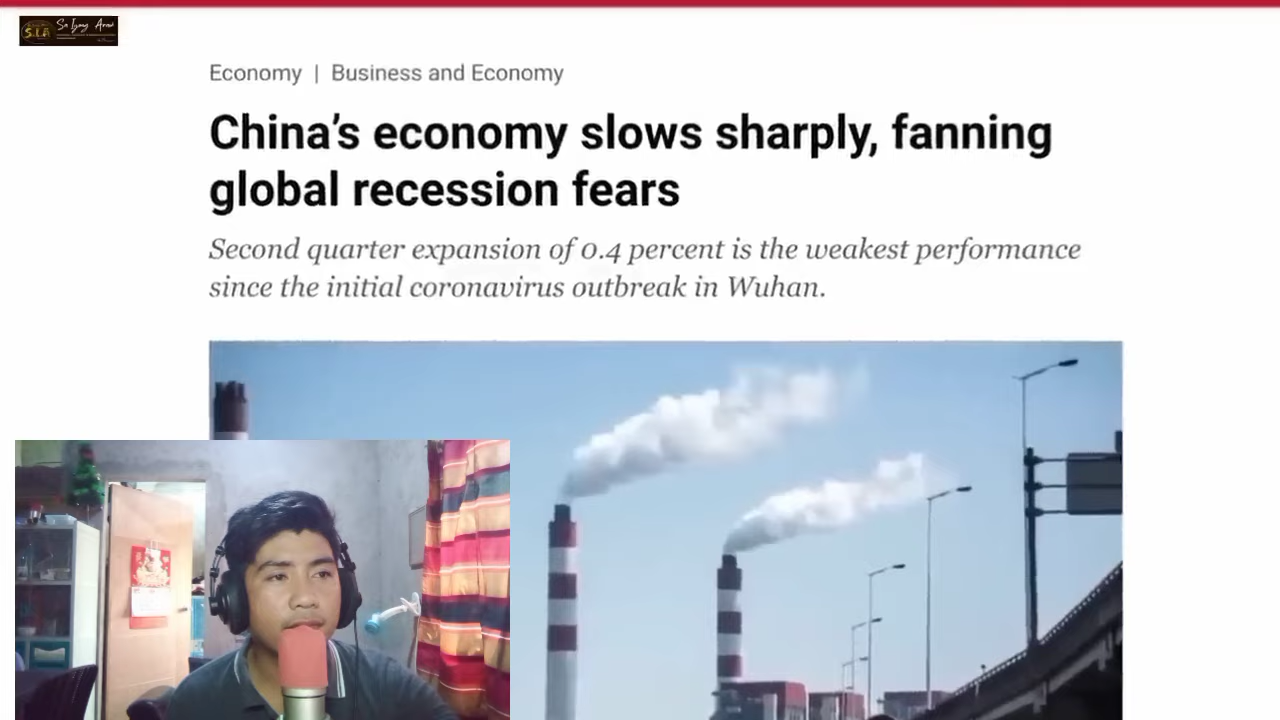 S.L.A
Economy | Business and Economy
China's economy slows sharply, fanning
global recession fears
Second quarter expansion of 0.4 percent is the weakest performance
since the initial coronavirus outbreak in Wuhan.